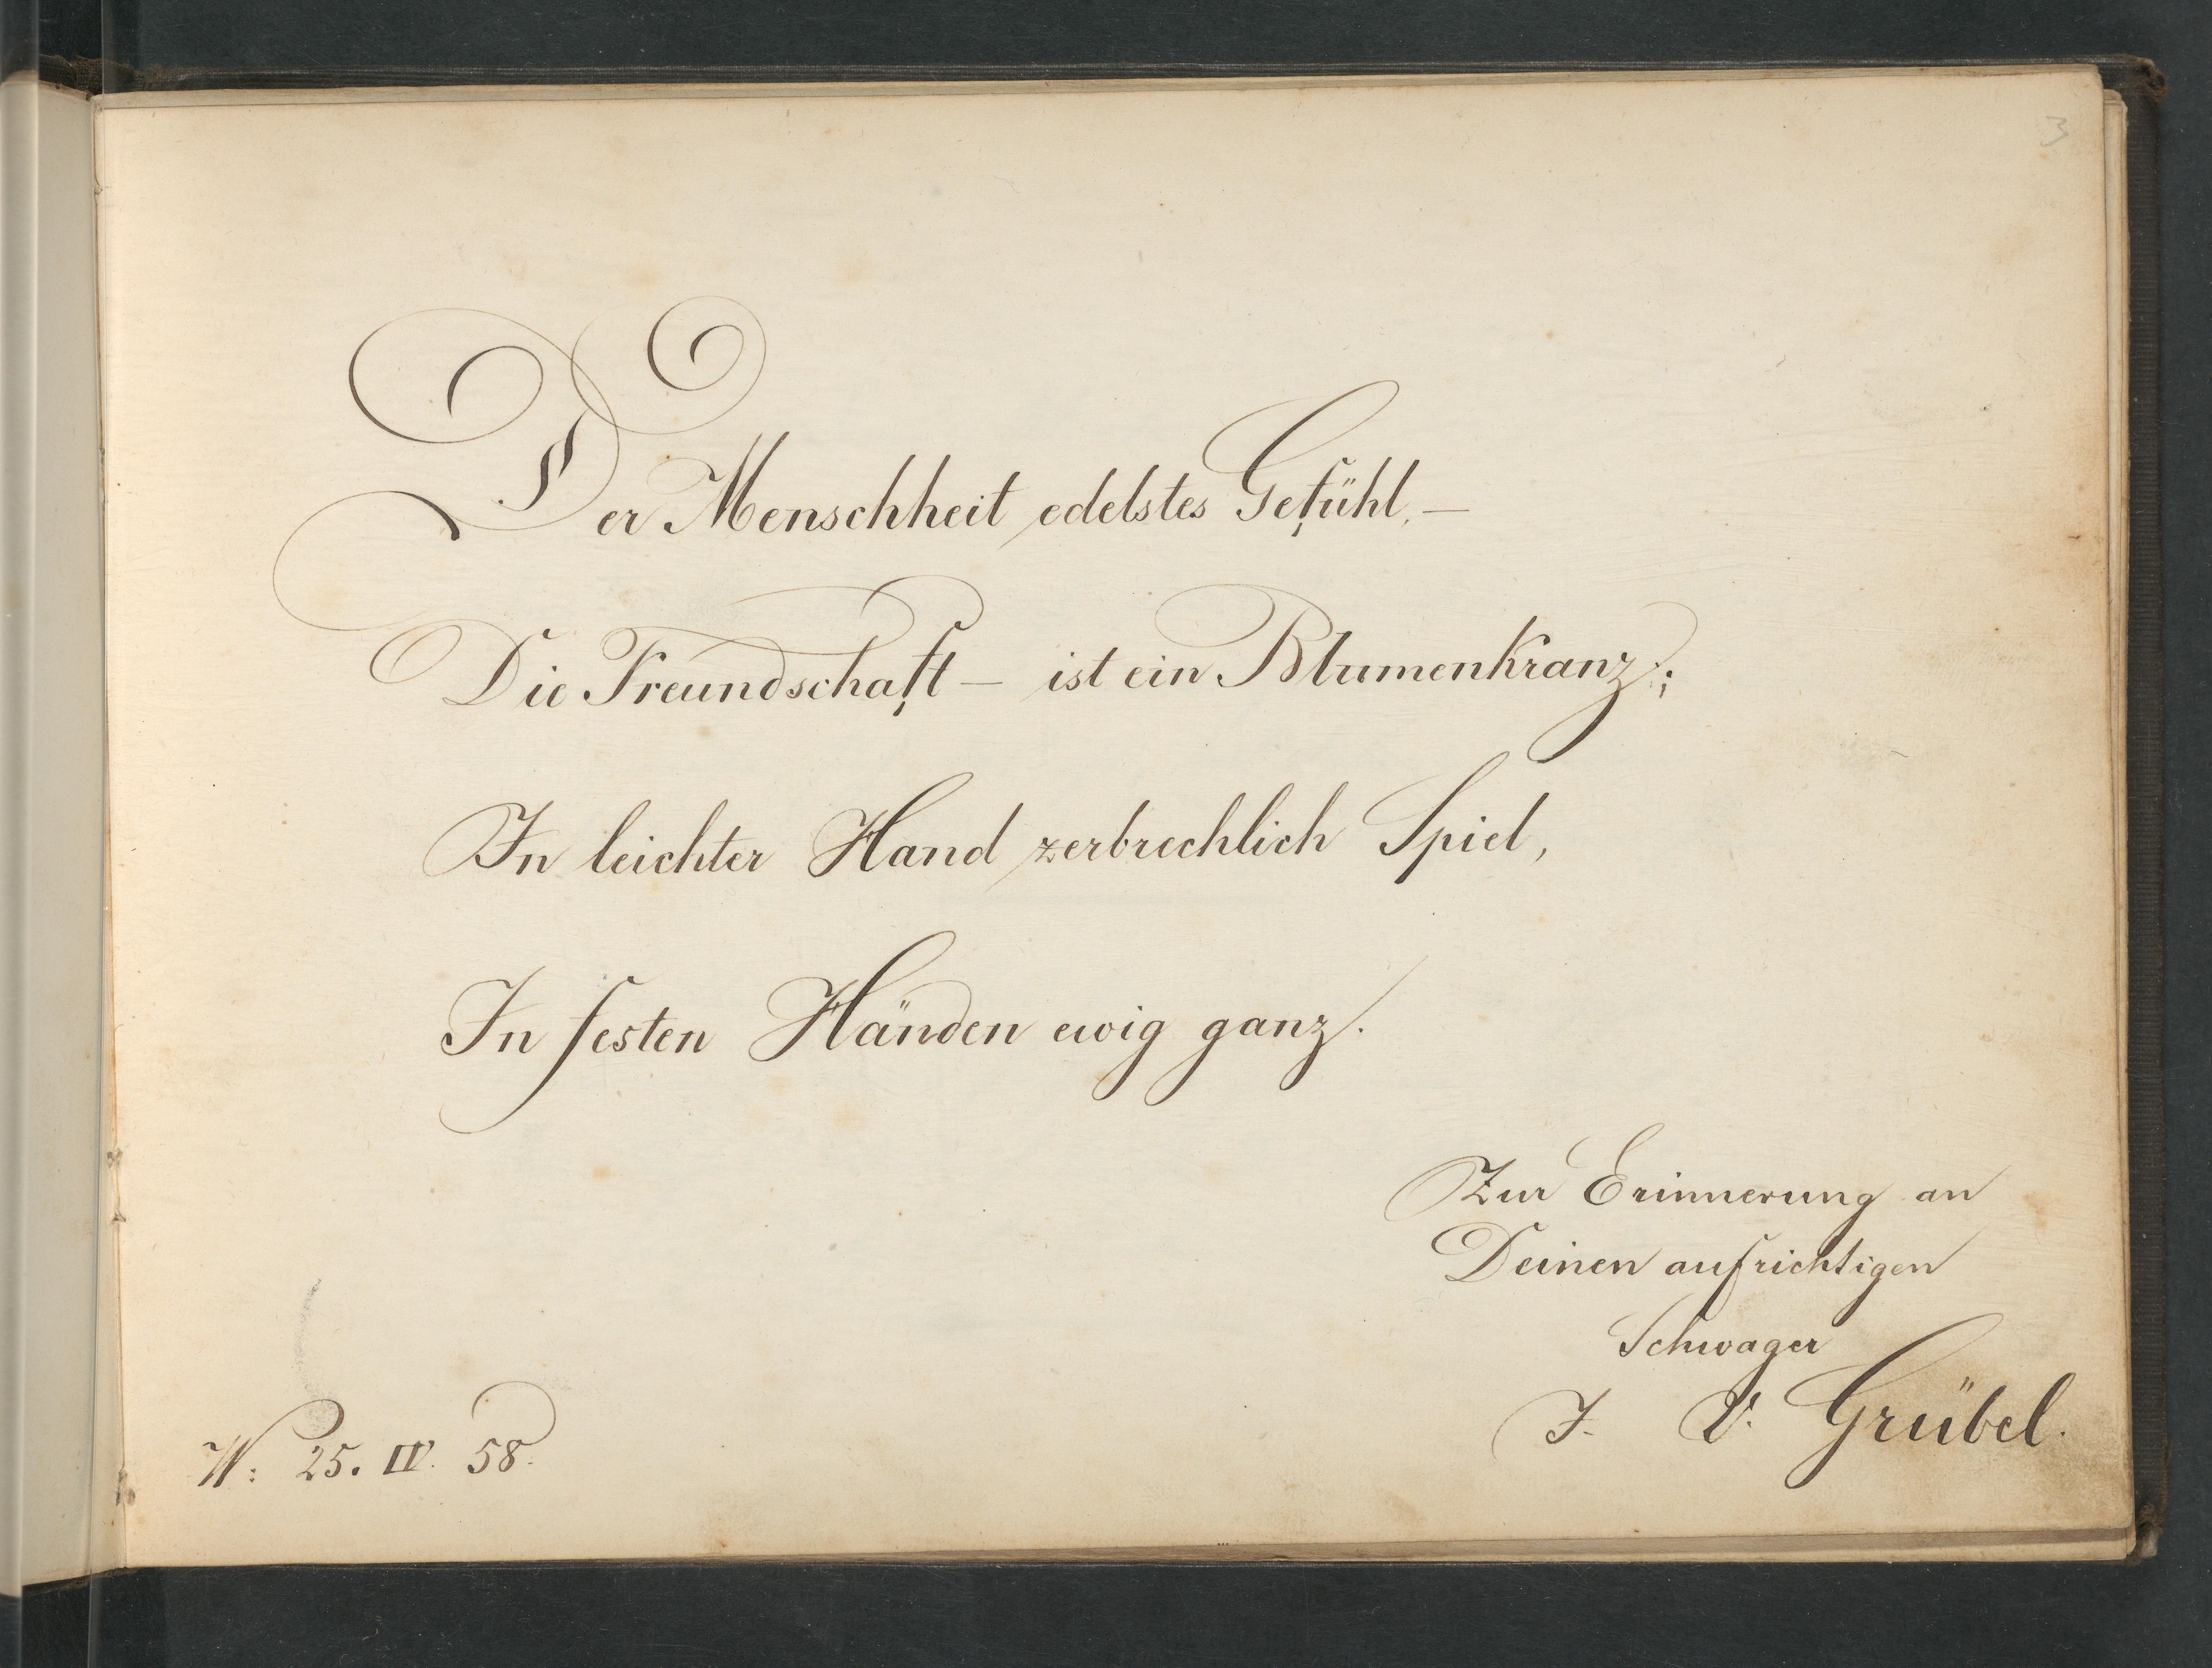 3
Der Menschheit edelstes Gefühl, –
Die Freundschaft – ist ein Blumenkranz;
In leichter Hand zerbrechlich Spiel,
In festen Händen ewig ganz.
Zur Erinnerung an
Deinen aufrichtigen
Schwager
J. V. Grübel.
W: 25. IV. 58.